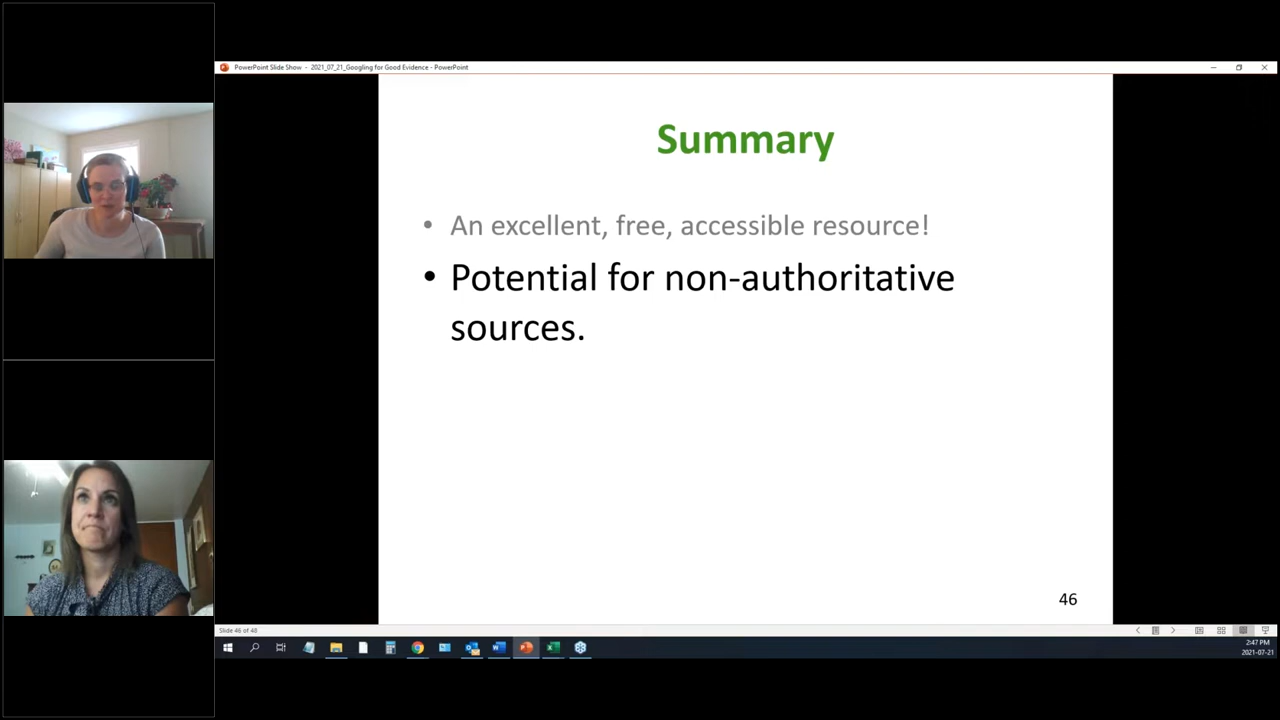 PowerPoint Slide Show - 2021_07_21_Googling for Good Evidence - PowerPoint
Summary
• An excellent, free, accessible resource!
• Potential for non-authoritative
sources.
46
Slide 46 of 48
2:47 PM
2021-07-21